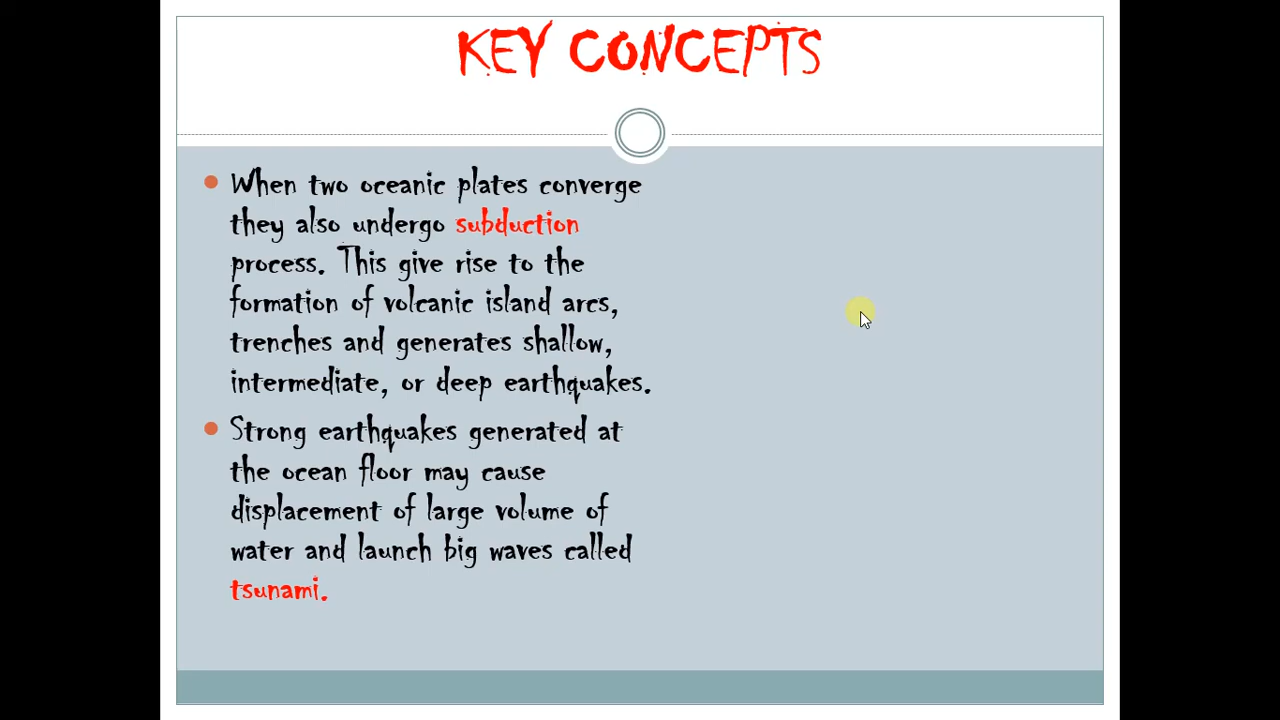 KEY CONCEPTS
When two oceanic plates converge
they also undergo subduction
process. This give rise to the
formation of volcanic island arcs,
trenches and generates shallow,
intermediate, or deep earthquakes.
Strong earthquakes generated at
the ocean floor may cause
displacement of large volume of
water and launch big waves called
tsunami.